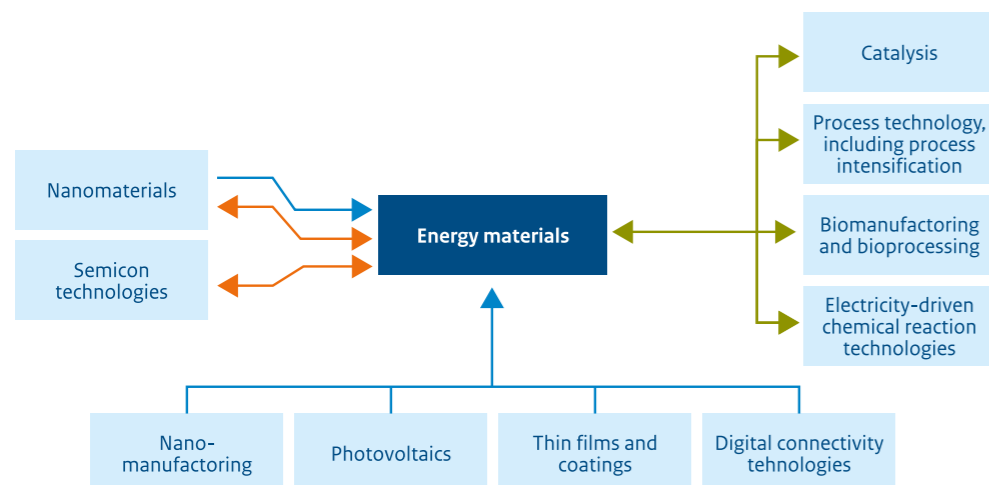 Catalysis
Process technology,
including process
intensification
Nanomaterials
Energy materials
Biomanufactoring
and bioprocessing
Semicon
technologies
Electricity-driven
chemical reaction
technologies
Nano-
manufactoring
Photovoltaics
Thin films and
coatings
Digital connectivity
tehnologies